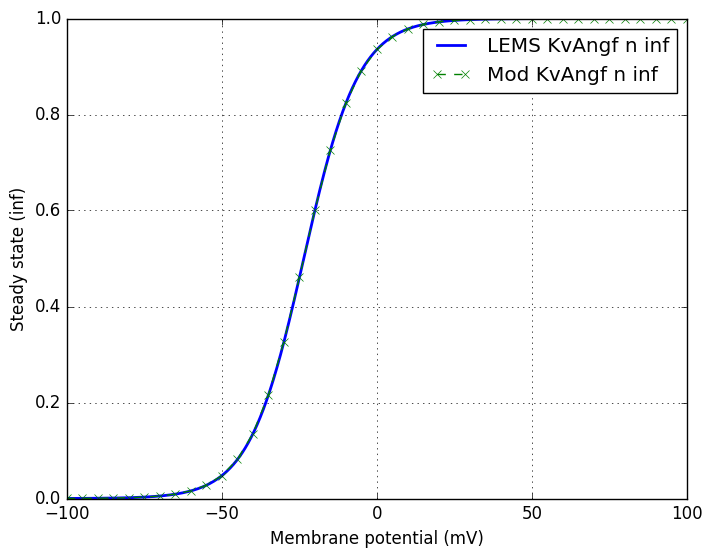 1.0
0.8
0.6
0.4
0.2
0.0
Steady state (inf)
LEMS KvAngf n inf
Mod KvAngf n inf
−100
−50
0
50
100
Membrane potential (mV)